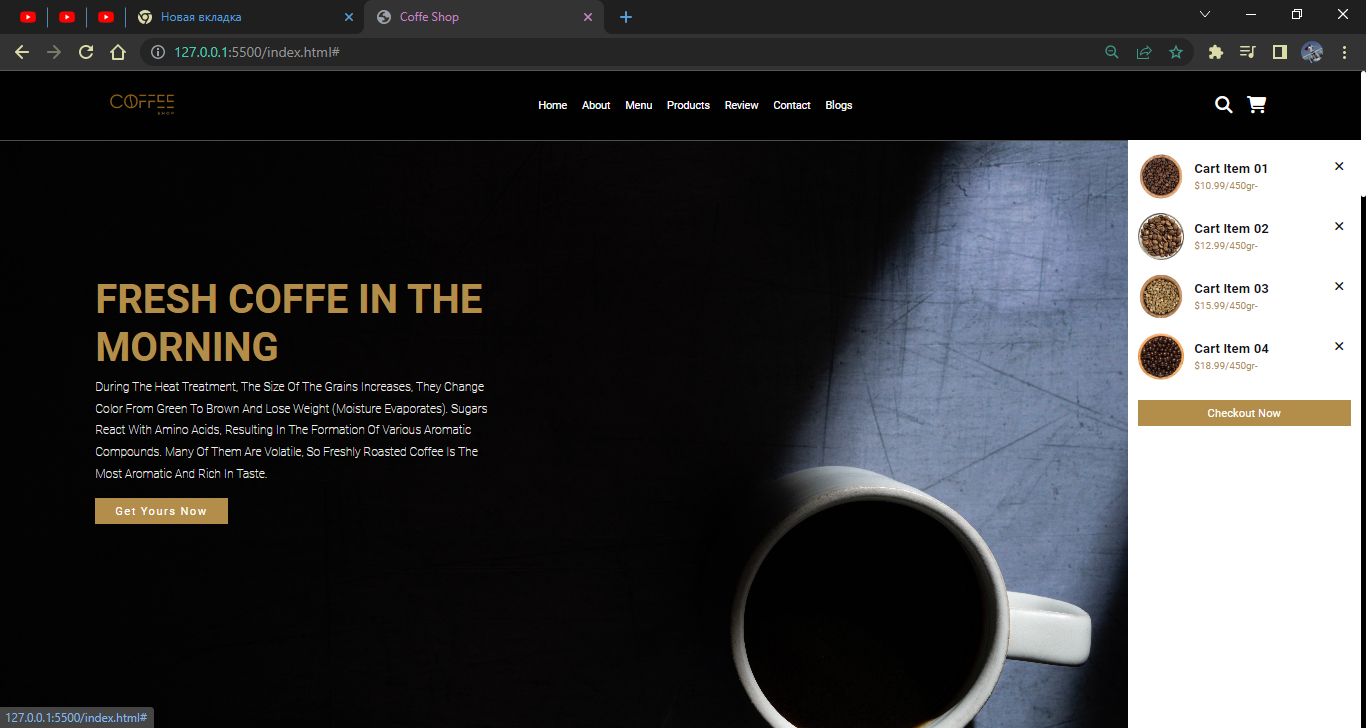 Новая вкладка
Coffe Shop
127.0.0.1:5500/index.html#
COFFEE
SHOP
Home About Menu Products Review Contact Blogs
FRESH COFFE IN THE
MORNING
During The Heat Treatment, The Size Of The Grains Increases, They Change
Color From Green To Brown And Lose Weight (Moisture Evaporates). Sugars
React With Amino Acids, Resulting In The Formation Of Various Aromatic
Compounds. Many Of Them Are Volatile, So Freshly Roasted Coffee Is The
Most Aromatic And Rich In Taste.
Get Yours Now
Cart Item 01
$10.99/450gr-
Cart Item 02
$12.99/450gr-
Cart Item 03
$15.99/450gr-
Cart Item 04
$18.99/450gr-
Checkout Now
127.0.0.1:5500/index.html#